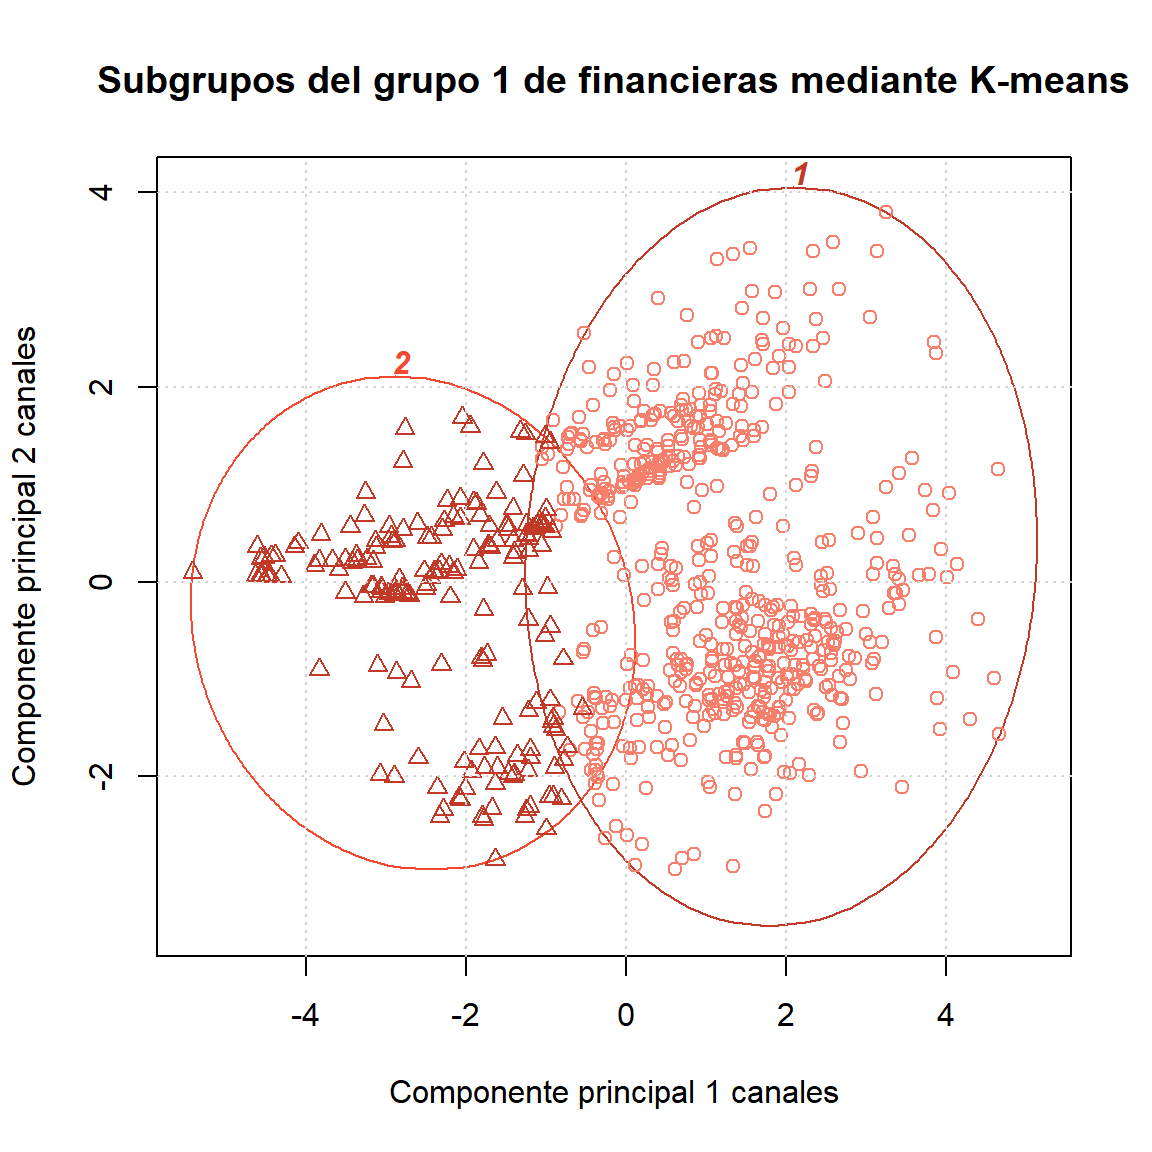 Subgrupos del grupo 1 de financieras mediante K-means
Componente principal 2 canales
4
2
0
-2
1
2
-4 -2 0 2 4
Componente principal 1 canales